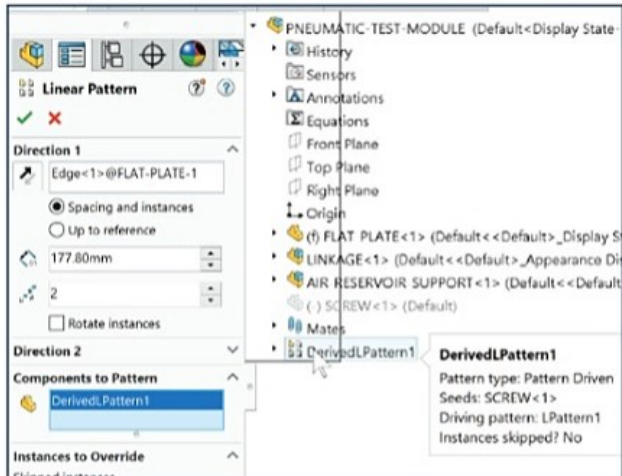 Linear Pattern
Direction 1
Edge<1>@FLAT-PLATE-1
Spacing and instances
Up to reference
177.80mm
2
Rotate instances
Direction 2
Components to Pattern
DerivedLPattern1
Instances to Override
Skipped instances
PNEUMATIC-TEST-MODULE (Default<Display State-
History
Sensors
Annotations
Equations
Front Plane
Top Plane
Right Plane
Origin
(f) FLAT PLATE<1> (Default<<Default>_Display S
LINKAGE<1> (Default<<Default>_Appearance Di
AIR RESERVOIR SUPPORT<1> (Default<<Default
(-) SCREW<1> (Default)
Mates
DerivedLPattern1
DerivedLPattern1
Pattern type: Pattern Driven
Seeds: SCREW<1>
Driving pattern: LPattern1
Instances skipped? No